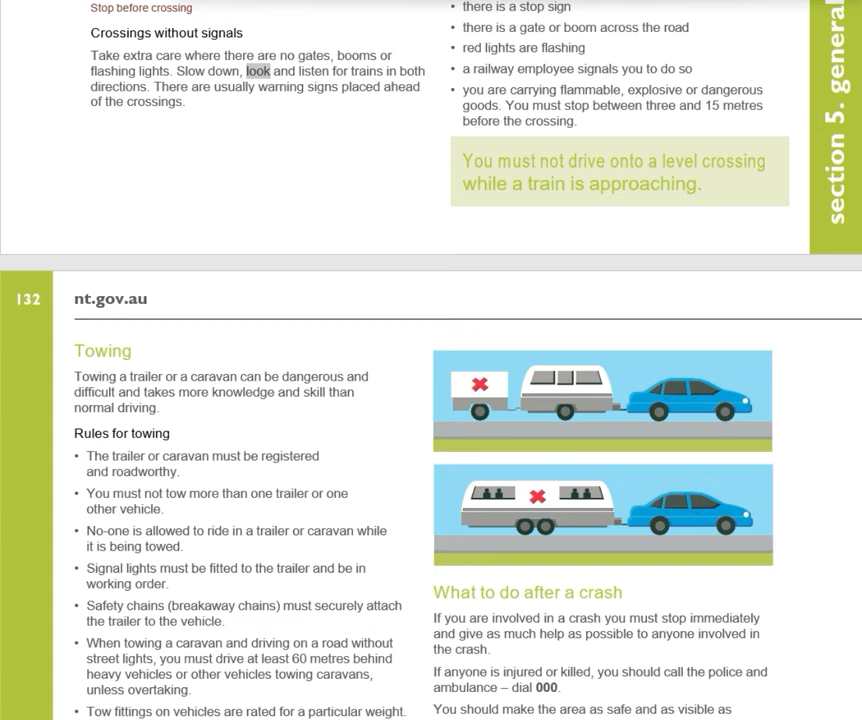 Stop before crossing
Crossings without signals
Take extra care where there are no gates, booms or
flashing lights. Slow down, look and listen for trains in both
directions. There are usually warning signs placed ahead
of the crossings.
• there is a stop sign
• there is a gate or boom across the road
• red lights are flashing
• a railway employee signals you to do so
• you are carrying flammable, explosive or dangerous
goods. You must stop between three and 15 metres
before the crossing.
You must not drive onto a level crossing
while a train is approaching.
section 5. general
132
nt.gov.au
Towing
Towing a trailer or a caravan can be dangerous and
difficult and takes more knowledge and skill than
normal driving.
Rules for towing
• The trailer or caravan must be registered
and roadworthy.
• You must not tow more than one trailer or one
other vehicle.
• No-one is allowed to ride in a trailer or caravan while
it is being towed.
• Signal lights must be fitted to the trailer and be in
working order.
• Safety chains (breakaway chains) must securely attach
the trailer to the vehicle.
• When towing a caravan and driving on a road without
street lights, you must drive at least 60 metres behind
heavy vehicles or other vehicles towing caravans,
unless overtaking.
• Tow fittings on vehicles are rated for a particular weight.
What to do after a crash
If you are involved in a crash you must stop immediately
and give as much help as possible to anyone involved in
the crash.
If anyone is injured or killed, you should call the police and
ambulance – dial 000.
You should make the area as safe and as visible as